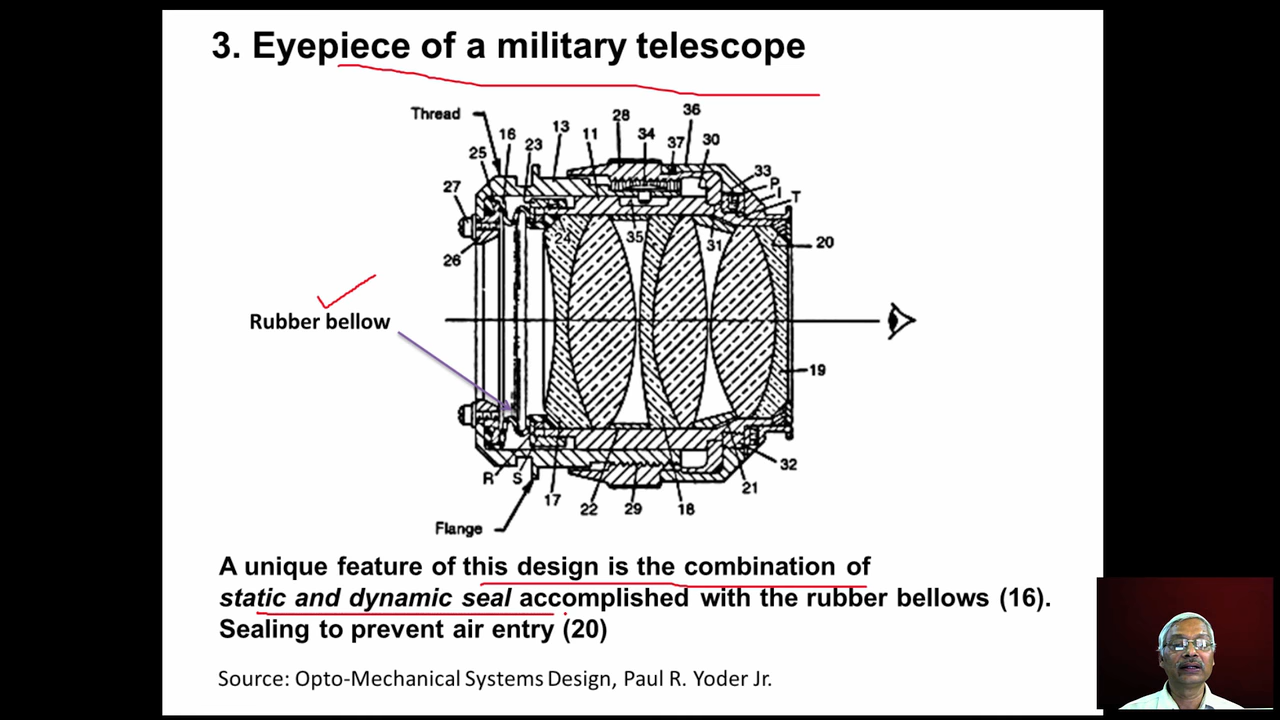 3. Eyepiece of a military telescope
Thread
28
36
16
13
11
34
37
30
25
23
33
P
27
I
T
24
35
31
20
26
Rubber bellow
19
32
R
S
21
17
22
29
18
Flange
A unique feature of this design is the combination of
static and dynamic seal accomplished with the rubber bellows (16).
Sealing to prevent air entry (20)
Source: Opto-Mechanical Systems Design, Paul R. Yoder Jr.